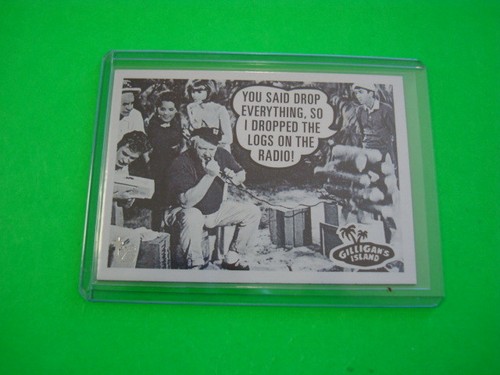 YOU SAID DROP
EVERYTHING, SO
I DROPPED THE
LOGS ON THE
RADIO!
GILLIGAN'S
ISLAND